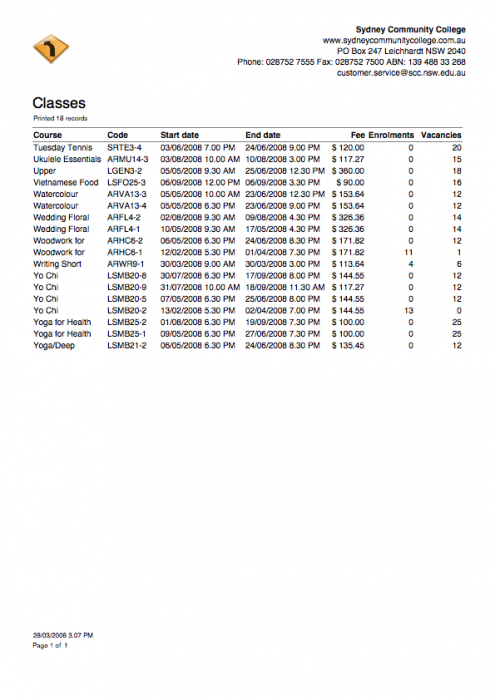 Sydney Community College
www.sydneycommunitycollege.com.au
PO Box 247 Leichhardt NSW 2040
Phone: 028752 7555 Fax: 028752 7500 ABN: 139 488 33 268
customer.service@scc.nsw.edu.au
Classes
Printed 18 records
Course Code Start date End date Fee Enrolments Vacancies
Tuesday Tennis SRTE3-4 03/06/2008 7.00 PM 24/06/2008 9.00 PM $ 120.00 0 20
Ukulele Essentials ARMU14-3 03/08/2008 10.00 AM 10/08/2008 3.00 PM $ 117.27 0 15
Upper LGEN3-2 05/05/2008 9.30 AM 25/06/2008 12.30 PM $ 360.00 0 18
Vietnamese Food LSFO25-3 06/09/2008 12.00 PM 06/09/2008 3.30 PM $ 90.00 0 16
Watercolour ARVA13-3 05/05/2008 10.00 AM 23/06/2008 12.30 PM $ 153.64 0 12
Watercolour ARVA13-4 05/05/2008 6.30 PM 23/06/2008 9.00 PM $ 153.64 0 12
Wedding Floral ARFL4-2 02/08/2008 9.30 AM 09/08/2008 4.30 PM $ 326.36 0 14
Wedding Floral ARFL4-1 10/05/2008 9.30 AM 17/05/2008 4.30 PM $ 326.36 0 14
Woodwork for ARHC6-2 06/05/2008 6.30 PM 24/06/2008 8.30 PM $ 171.82 0 12
Woodwork for ARHC6-1 12/02/2008 5.30 PM 01/04/2008 7.30 PM $ 171.82 11 1
Writing Short ARWR9-1 30/03/2008 9.00 AM 30/03/2008 3.00 PM $ 113.64 4 6
Yo Chi LSMB20-8 30/07/2008 6.30 PM 17/09/2008 8.00 PM $ 144.55 0 12
Yo Chi LSMB20-9 31/07/2008 10.00 AM 18/09/2008 11.30 AM $ 117.27 0 12
Yo Chi LSMB20-5 07/05/2008 6.30 PM 25/06/2008 8.00 PM $ 144.55 0 12
Yo Chi LSMB20-2 13/02/2008 5.30 PM 02/04/2008 7.00 PM $ 144.55 13 0
Yoga for Health LSMB25-2 01/08/2008 6.30 PM 19/09/2008 7.30 PM $ 100.00 0 25
Yoga for Health LSMB25-1 09/05/2008 6.30 PM 27/06/2008 7.30 PM $ 100.00 0 25
Yoga/Deep LSMB21-2 06/05/2008 6.30 PM 24/06/2008 8.30 PM $ 135.45 0 12
28/03/2008 3.07 PM
Page 1 of 1